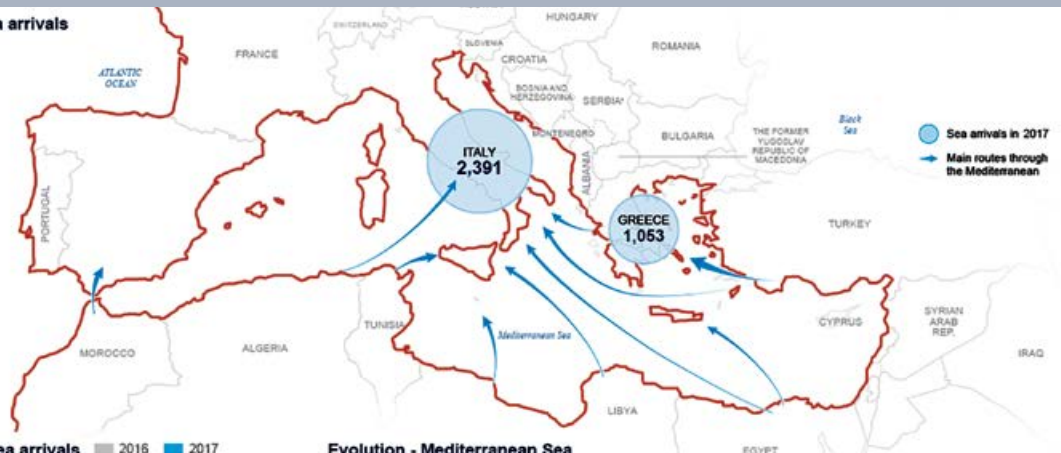 arrivals
SWITZERLAND
HUNGARY
FRANCE
SLOVENIA
ROMANIA
CROATIA
ATLANTIC
OCEAN
BOSNIA AND
HERZEGOVINA
SERBIA*
Black
Sea
Sea arrivals in 2017
MONTENEGRO
BULGARIA
THE FORMER
YUGOSLAV
REPUBLIC OF
MACEDONIA
Main routes through
the Mediterranean
ITALY
2,391
ALBANIA
PORTUGAL
GREECE
1,053
TURKEY
CYPRUS
SYRIAN
ARAB
REP.
TUNISIA
Mediterranean Sea
MOROCCO
ALGERIA
IRAQ
LIBYA
EGYPT
arrivals
2016
2017
Evolution - Mediterranean Sea